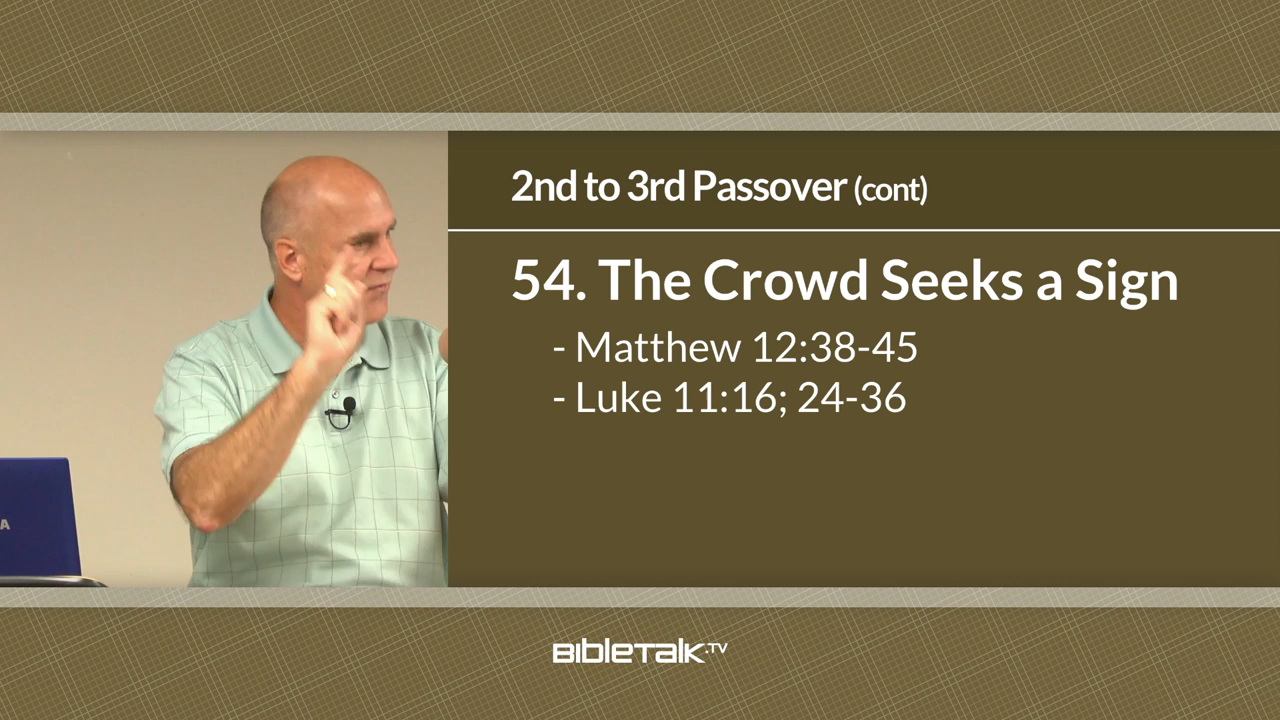 2nd to 3rd Passover (cont)
54. The Crowd Seeks a Sign
- Matthew 12:38-45
- Luke 11:16; 24-36
A
BibleTalk.TV